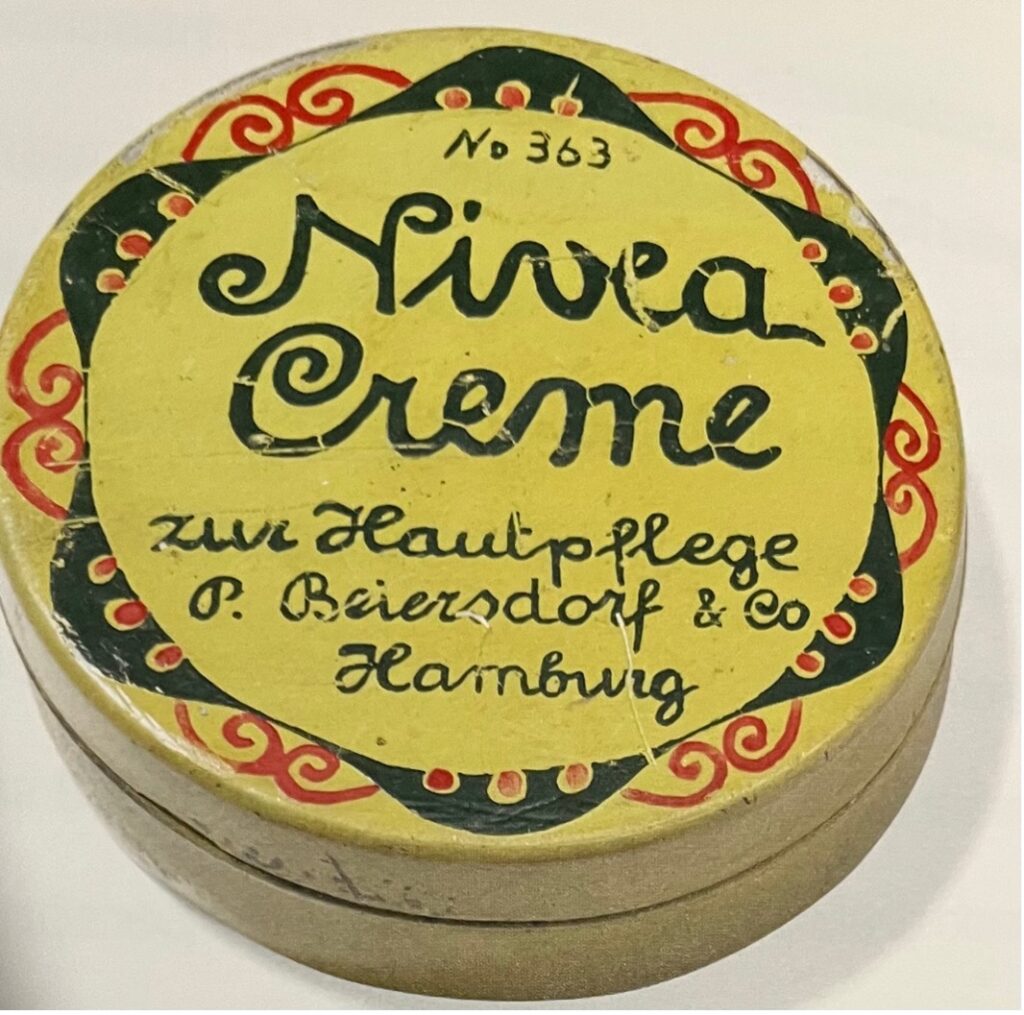 No 363
Nivea
Creme
zur Hautpflege
P. Beiersdorf & Co
Hamburg